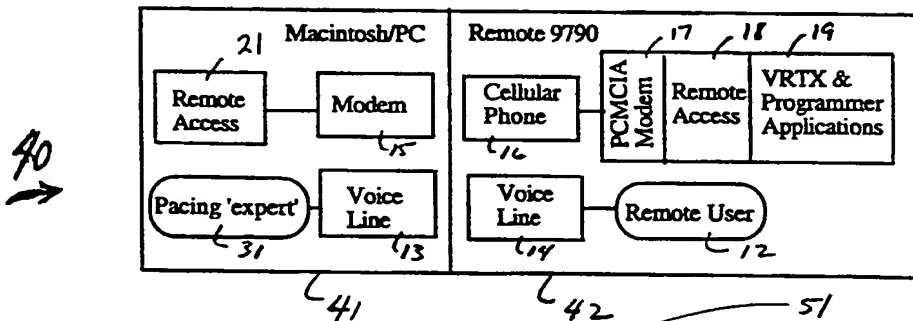 Macintosh/PC
Remote 9790
21
17
18
19
Remote
Access
Modem
15
Cellular
Phone
16
PCMCIA
Modem
Remote
Access
VRTX &
Programmer
Applications
40
Pacing 'expert'
31
Voice
Line
13
Voice
Line
14
Remote User
12
41
42
51